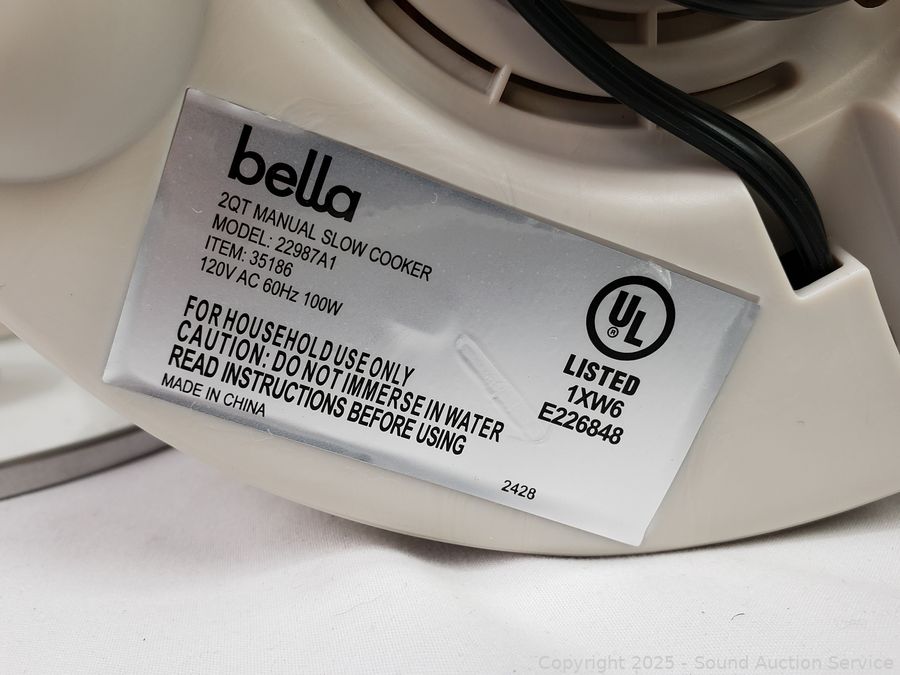 bella
2QT MANUAL SLOW COOKER
MODEL: 22987A1
ITEM: 35186
120V AC 60Hz 100W
FOR HOUSEHOLD USE ONLY
CAUTION: DO NOT IMMERSE IN WATER
READ INSTRUCTIONS BEFORE USING
MADE IN CHINA
UL
®
LISTED
1XW6
E226848
2428
Copyright 2025 - Sound Auction Service